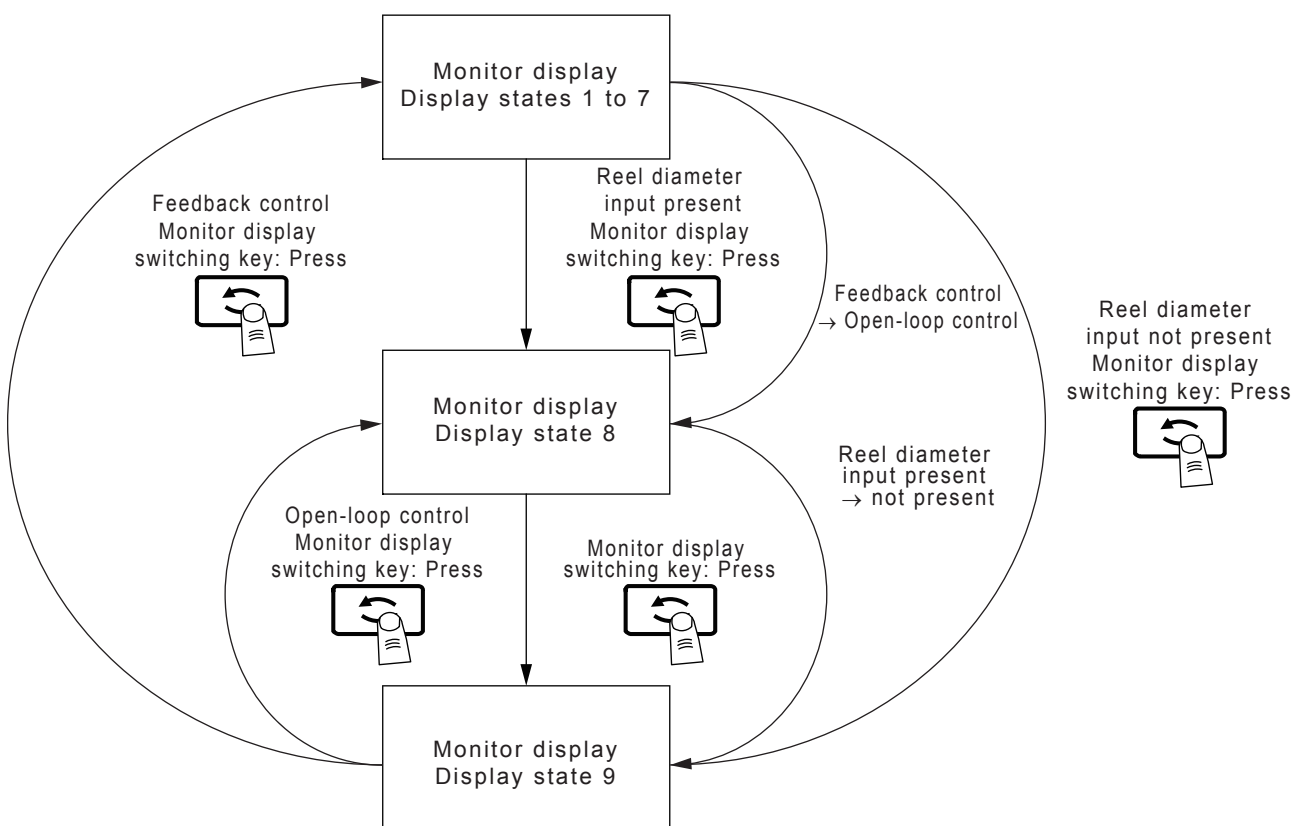 Monitor display
Display states 1 to 7
Feedback control
Monitor display
switching key: Press
Reel diameter
input present
Monitor display
switching key: Press
Feedback control
→ Open-loop control
Reel diameter
input not present
Monitor display
switching key: Press
Monitor display
Display state 8
Reel diameter
input present
→ not present
Open-loop control
Monitor display
switching key: Press
Monitor display
switching key: Press
Monitor display
Display state 9